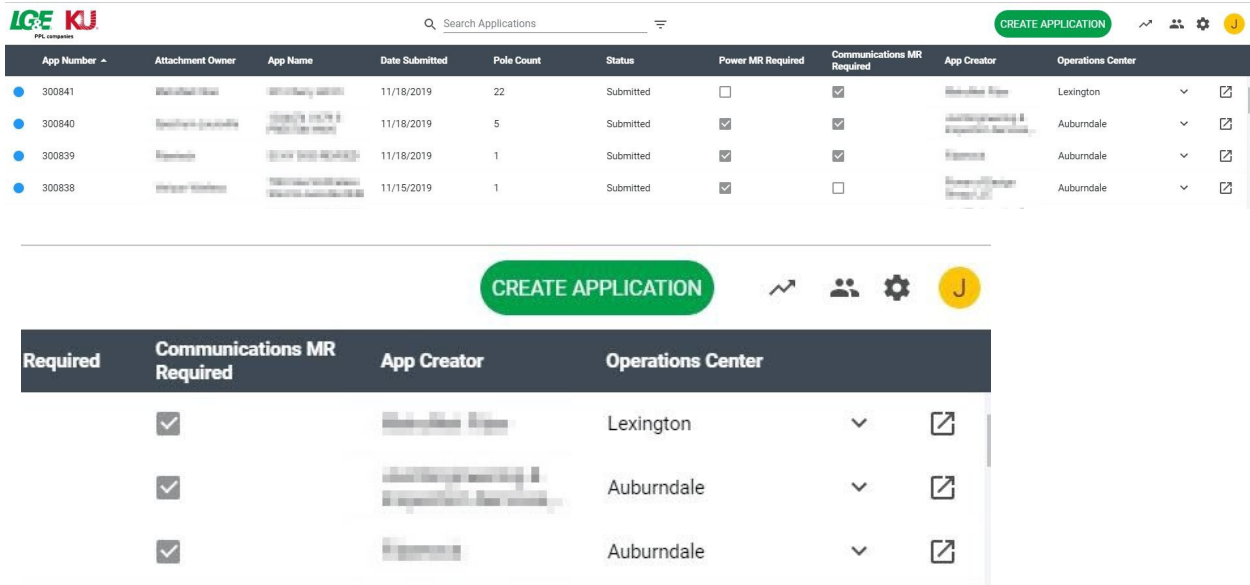 LG&E KU
PPL companies
Search Applications
CREATE APPLICATION
J
App Number Attachment Owner App Name Date Submitted Pole Count Status Power MR Required Communications MR Required App Creator Operations Center
300841 11/18/2019 22 Submitted Lexington
300840 11/18/2019 5 Submitted Auburndale
300839 11/18/2019 1 Submitted Auburndale
300838 11/15/2019 1 Submitted Auburndale
CREATE APPLICATION
J
Required Communications MR Required App Creator Operations Center
Lexington
Auburndale
Auburndale